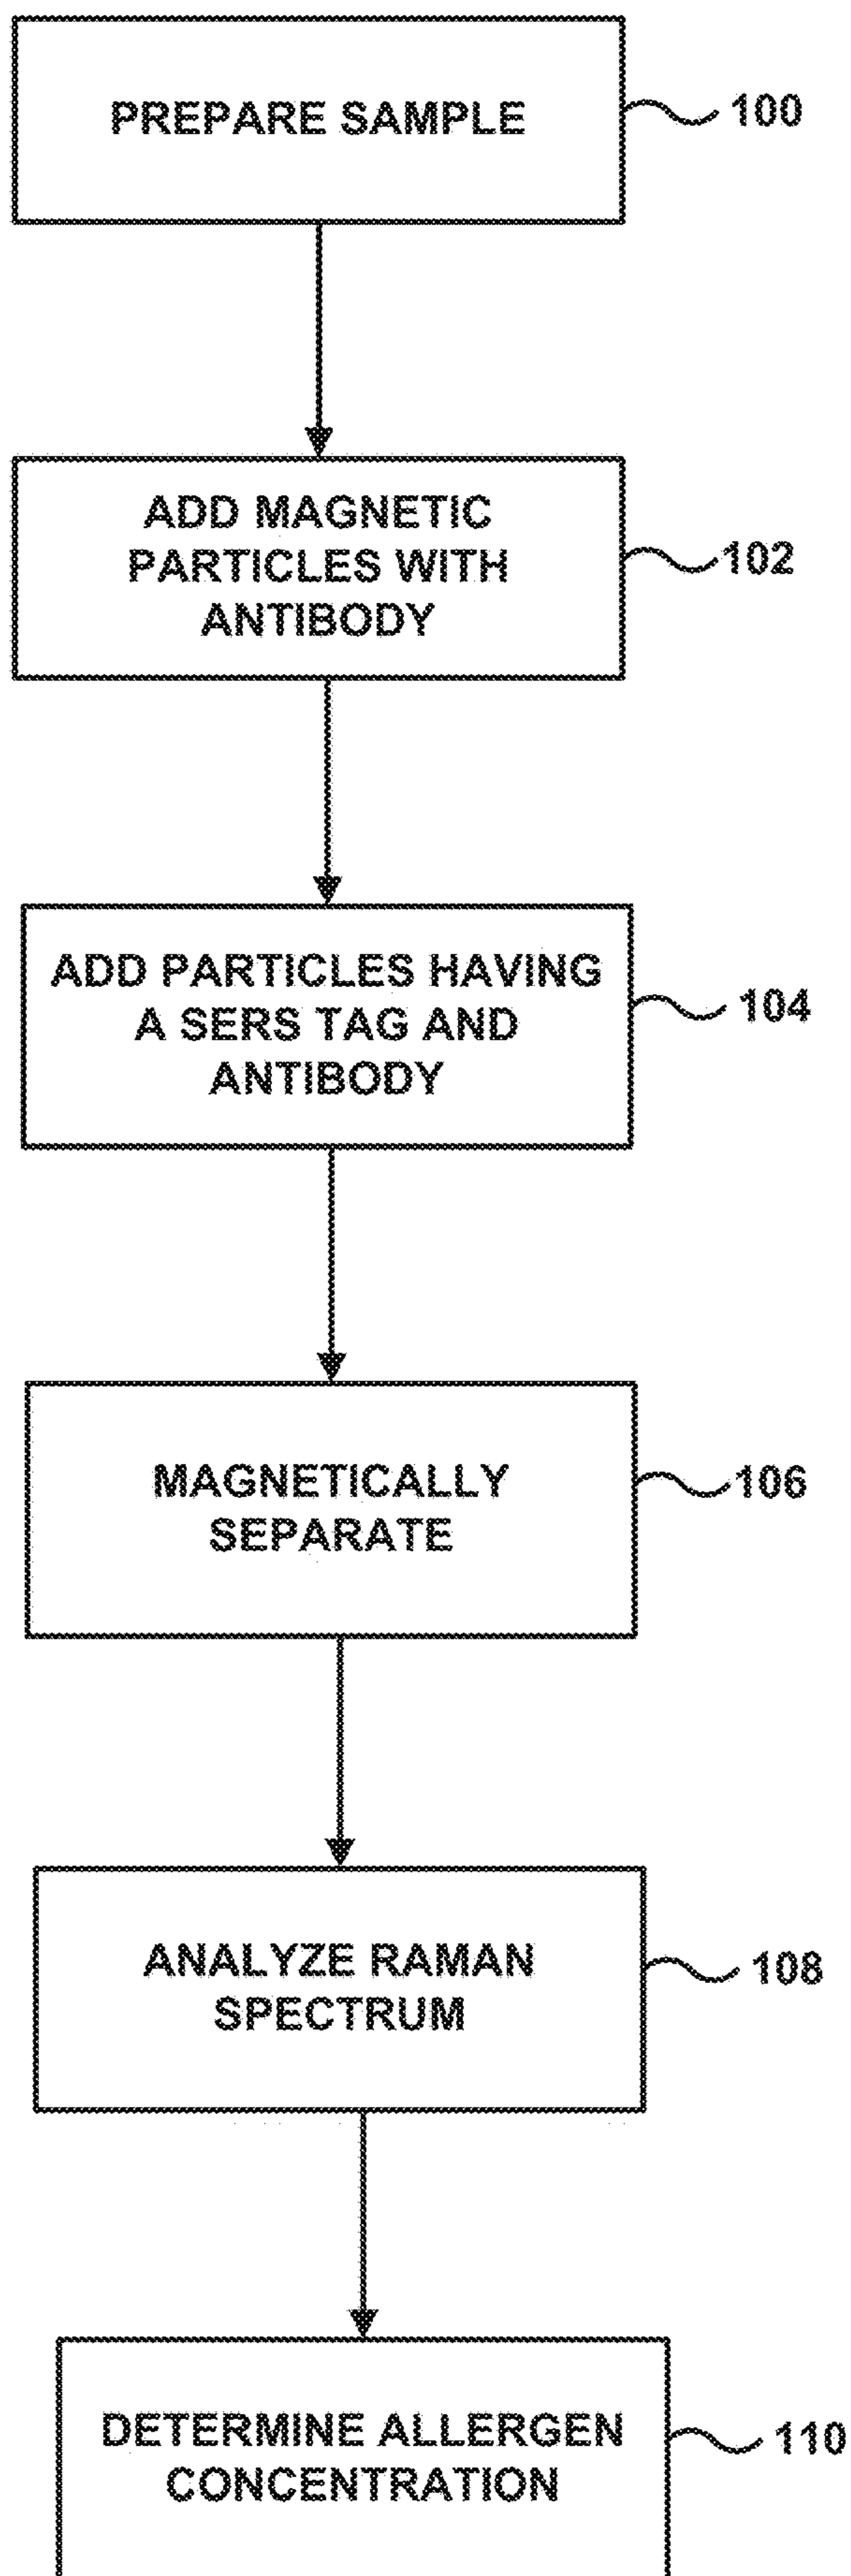 PREPARE SAMPLE
100
ADD MAGNETIC
PARTICLES WITH
ANTIBODY
102
ADD PARTICLES HAVING
A SERS TAG AND
ANTIBODY
104
MAGNETICALLY
SEPARATE
106
ANALYZE RAMAN
SPECTRUM
108
DETERMINE ALLERGEN
CONCENTRATION
110